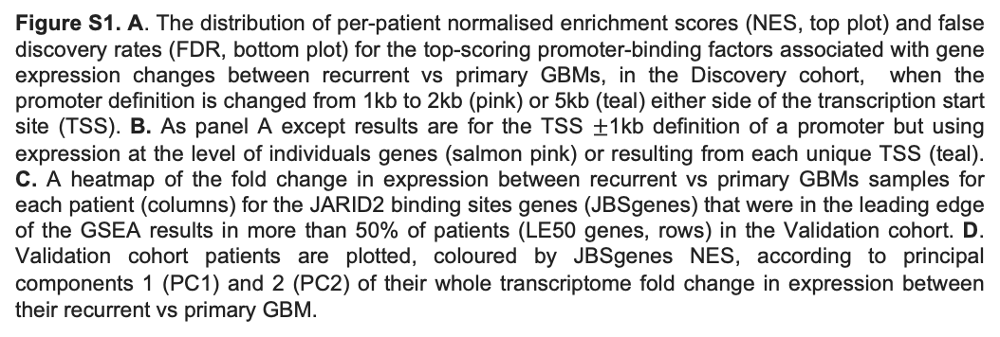 Figure S1. A. The distribution of per-patient normalised enrichment scores (NES, top plot) and false
discovery rates (FDR, bottom plot) for the top-scoring promoter-binding factors associated with gene
expression changes between recurrent vs primary GBMs, in the Discovery cohort, when the
promoter definition is changed from 1kb to 2kb (pink) or 5kb (teal) either side of the transcription start
site (TSS). B. As panel A except results are for the TSS ±1kb definition of a promoter but using
expression at the level of individuals genes (salmon pink) or resulting from each unique TSS (teal).
C. A heatmap of the fold change in expression between recurrent vs primary GBMs samples for
each patient (columns) for the JARID2 binding sites genes (JBSgenes) that were in the leading edge
of the GSEA results in more than 50% of patients (LE50 genes, rows) in the Validation cohort. D.
Validation cohort patients are plotted, coloured by JBSgenes NES, according to principal
components 1 (PC1) and 2 (PC2) of their whole transcriptome fold change in expression between
their recurrent vs primary GBM.